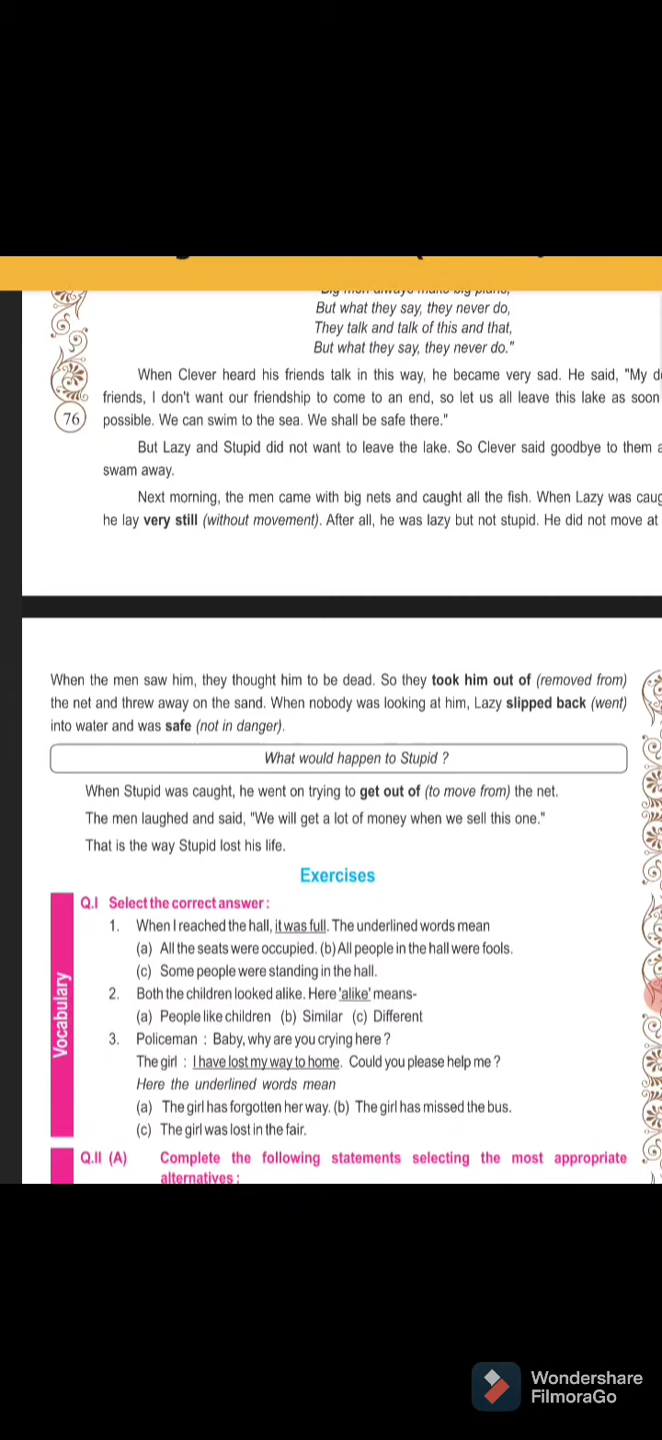 But what they say, they never do,
They talk and talk of this and that,
But what they say, they never do."
When Clever heard his friends talk in this way, he became very sad. He said, "My
friends, I don't want our friendship to come to an end, so let us all leave this lake as soon
76 possible. We can swim to the sea. We shall be safe there."
But Lazy and Stupid did not want to leave the lake. So Clever said goodbye to them
swam away.
Next morning, the men came with big nets and caught all the fish. When Lazy was
he lay very still (without movement). After all, he was lazy but not stupid. He did not move at
When the men saw him, they thought him to be dead. So they took him out of (removed from)
the net and threw away on the sand. When nobody was looking at him, Lazy slipped back (went)
into water and was safe (not in danger).
What would happen to Stupid ?
When Stupid was caught, he went on trying to get out of (to move from) the net.
The men laughed and said, "We will get a lot of money when we sell this one."
That is the way Stupid lost his life.
Exercises
Vocabulary
Q.I Select the correct answer :
1. When I reached the hall, it was full. The underlined words mean
(a) All the seats were occupied. (b) All people in the hall were fools.
(c) Some people were standing in the hall.
2. Both the children looked alike. Here 'alike' means-
(a) People like children (b) Similar (c) Different
3. Policeman : Baby, why are you crying here ?
The girl : I have lost my way to home. Could you please help me ?
Here the underlined words mean
(a) The girl has forgotten her way. (b) The girl has missed the bus.
(c) The girl was lost in the fair.
Q.II (A) Complete the following statements selecting the most appropriate
alternatives :
Wondershare
FilmoraGo